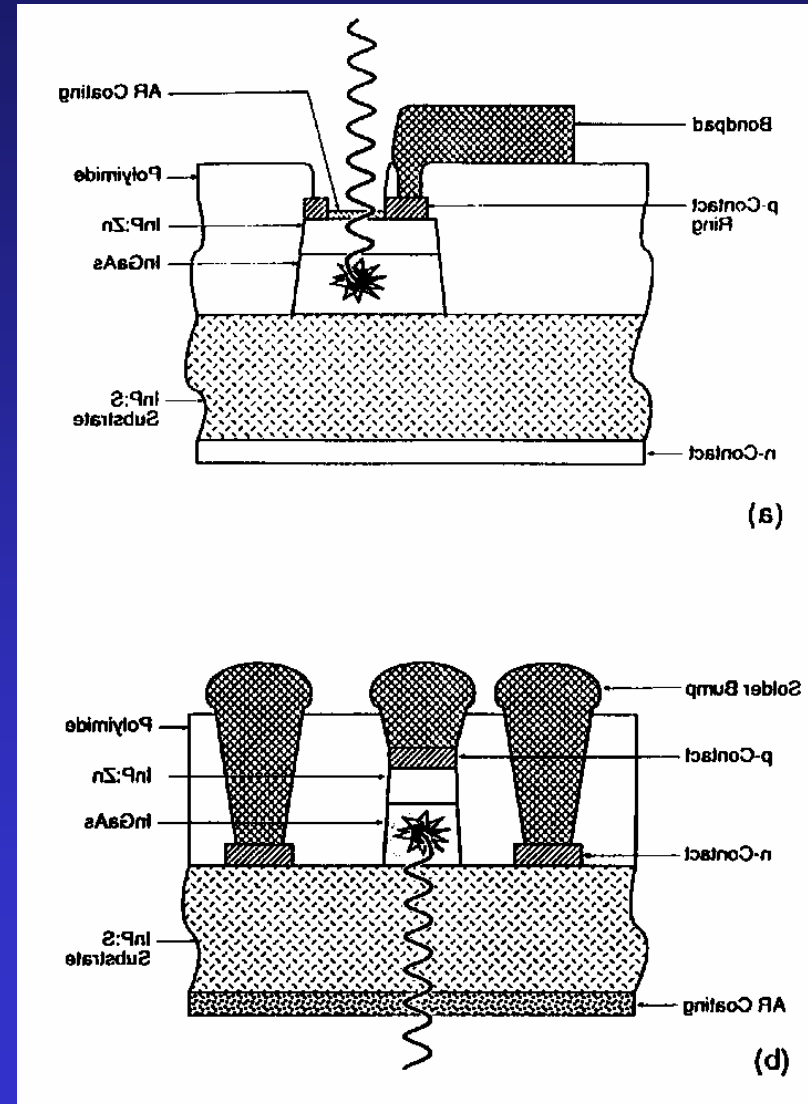 AR Coating
Polyimide
InP:Zn
InGaAs
InP:S
Substrate
Bondpad
p-Contact
Ring
n-Contact
(a)
Polyimide
InP:Zn
InGaAs
InP:S
Substrate
Solder Bump
p-Contact
n-Contact
AR Coating
(b)